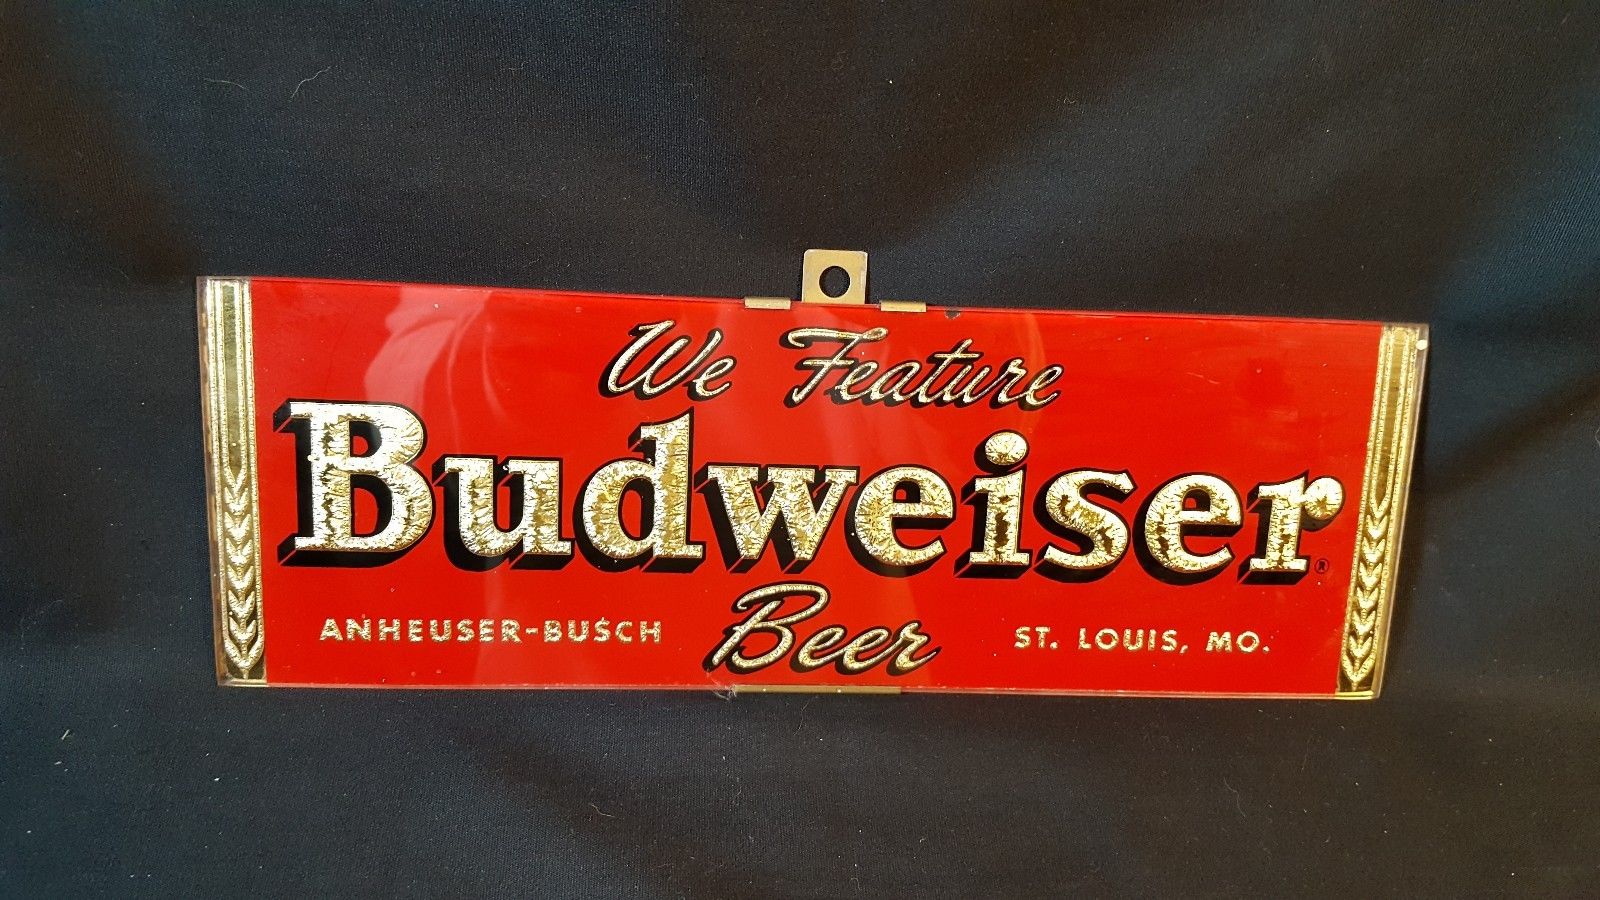 We Feature
Budweiser®
Beer
ANHEUSER-BUSCH ST. LOUIS, MO.